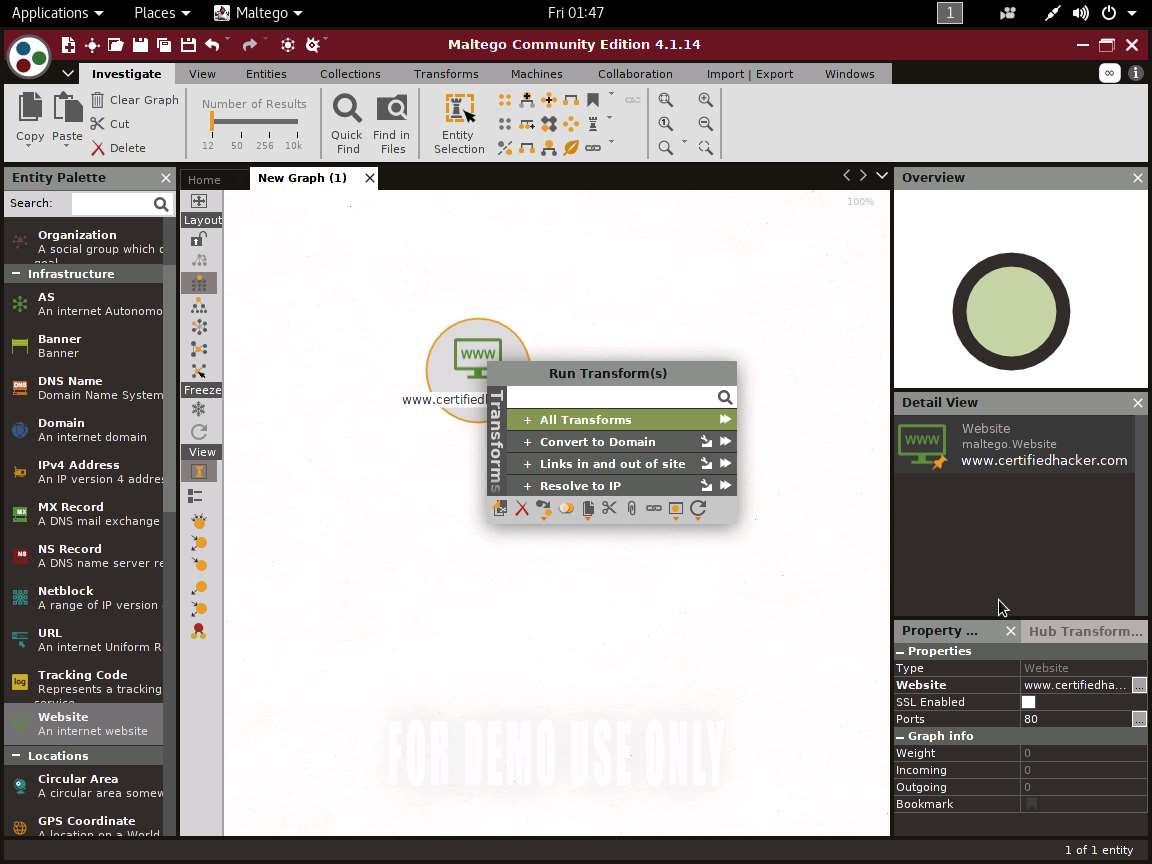 Applications Places Maltego Fri 01:47 1
Maltego Community Edition 4.1.14
Investigate View Entities Collections Transforms Machines Collaboration Import | Export Windows
Copy
Paste
Clear Graph
Cut
Delete
Number of Results
12 50 256 10k
Quick
Find
Find in
Files
Entity
Selection
Entity Palette
Search:
Organization
A social group which
goal
Infrastructure
AS
An internet Autonomo
Banner
Banner
DNS Name
Domain Name System
Domain
An internet domain
IPv4 Address
An IP version 4 addre
MX Record
A DNS mail exchange
NS Record
A DNS name server re
Netblock
A range of IP version
URL
An internet Uniform R
Tracking Code
Represents a tracking
service
Website
An internet website
Locations
Circular Area
A circular area somew
GPS Coordinate
A location on a World
Home New Graph (1)
Layout
Freeze
View
100%
WWW
www.certifiedh
Run Transform(s)
Transforms
+ All Transforms
+ Convert to Domain
+ Links in and out of site
+ Resolve to IP
FOR DEMO USE ONLY
Overview
Detail View
WWW
Website
maltego.Website
www.certifiedhacker.com
Property ... Hub Transform...
Properties
Type Website
Website www.certifiedha... ...
SSL Enabled
Ports 80 ...
Graph info
Weight 0
Incoming 0
Outgoing 0
Bookmark
1 of 1 entity